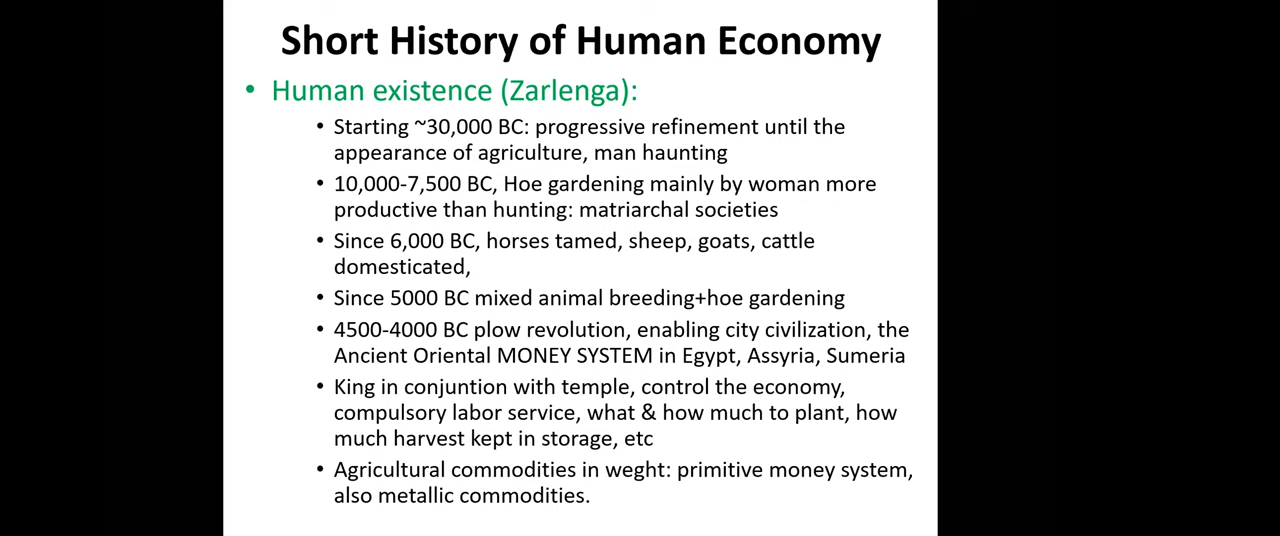 Short History of Human Economy
• Human existence (Zarlenga):
• Starting ~30,000 BC: progressive refinement until the
appearance of agriculture, man haunting
• 10,000-7,500 BC, Hoe gardening mainly by woman more
productive than hunting: matriarchal societies
• Since 6,000 BC, horses tamed, sheep, goats, cattle
domesticated,
• Since 5000 BC mixed animal breeding+hoe gardening
• 4500-4000 BC plow revolution, enabling city civilization, the
Ancient Oriental MONEY SYSTEM in Egypt, Assyria, Sumeria
• King in conjuntion with temple, control the economy,
compulsory labor service, what & how much to plant, how
much harvest kept in storage, etc
• Agricultural commodities in weght: primitive money system,
also metallic commodities.